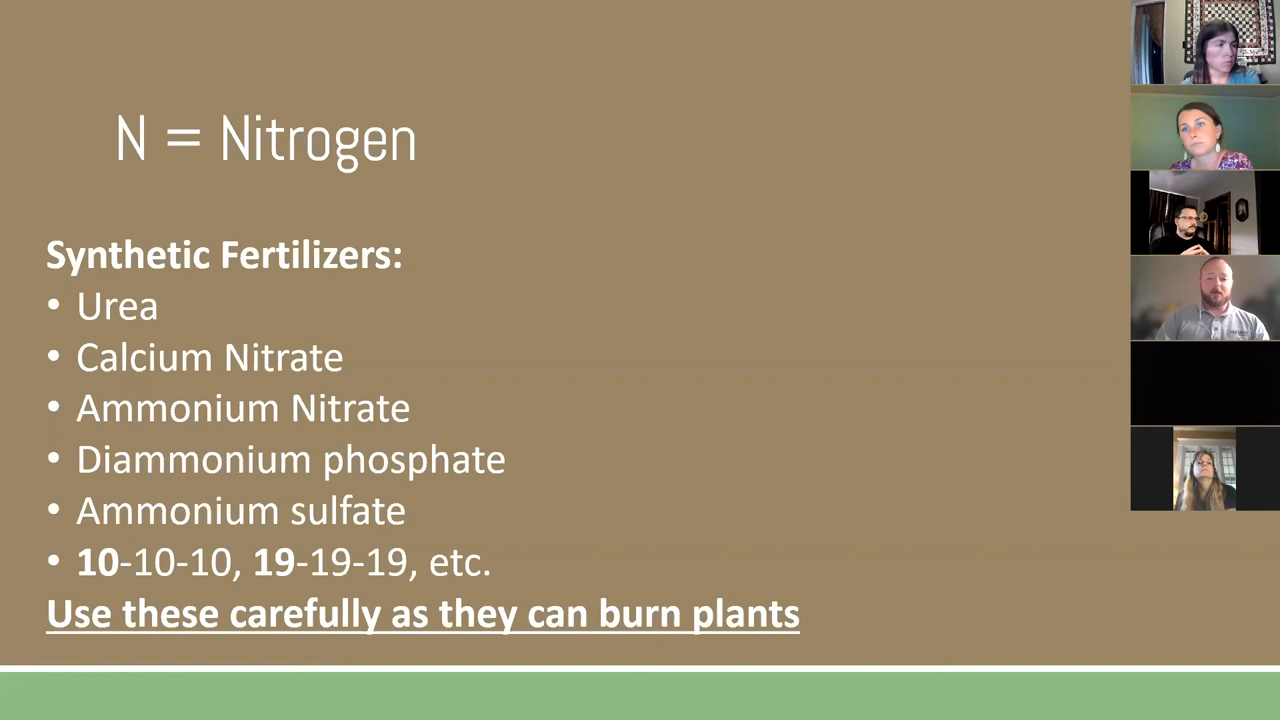 N = Nitrogen
Synthetic Fertilizers:
• Urea
• Calcium Nitrate
• Ammonium Nitrate
• Diammonium phosphate
• Ammonium sulfate
• 10-10-10, 19-19-19, etc.
Use these carefully as they can burn plants